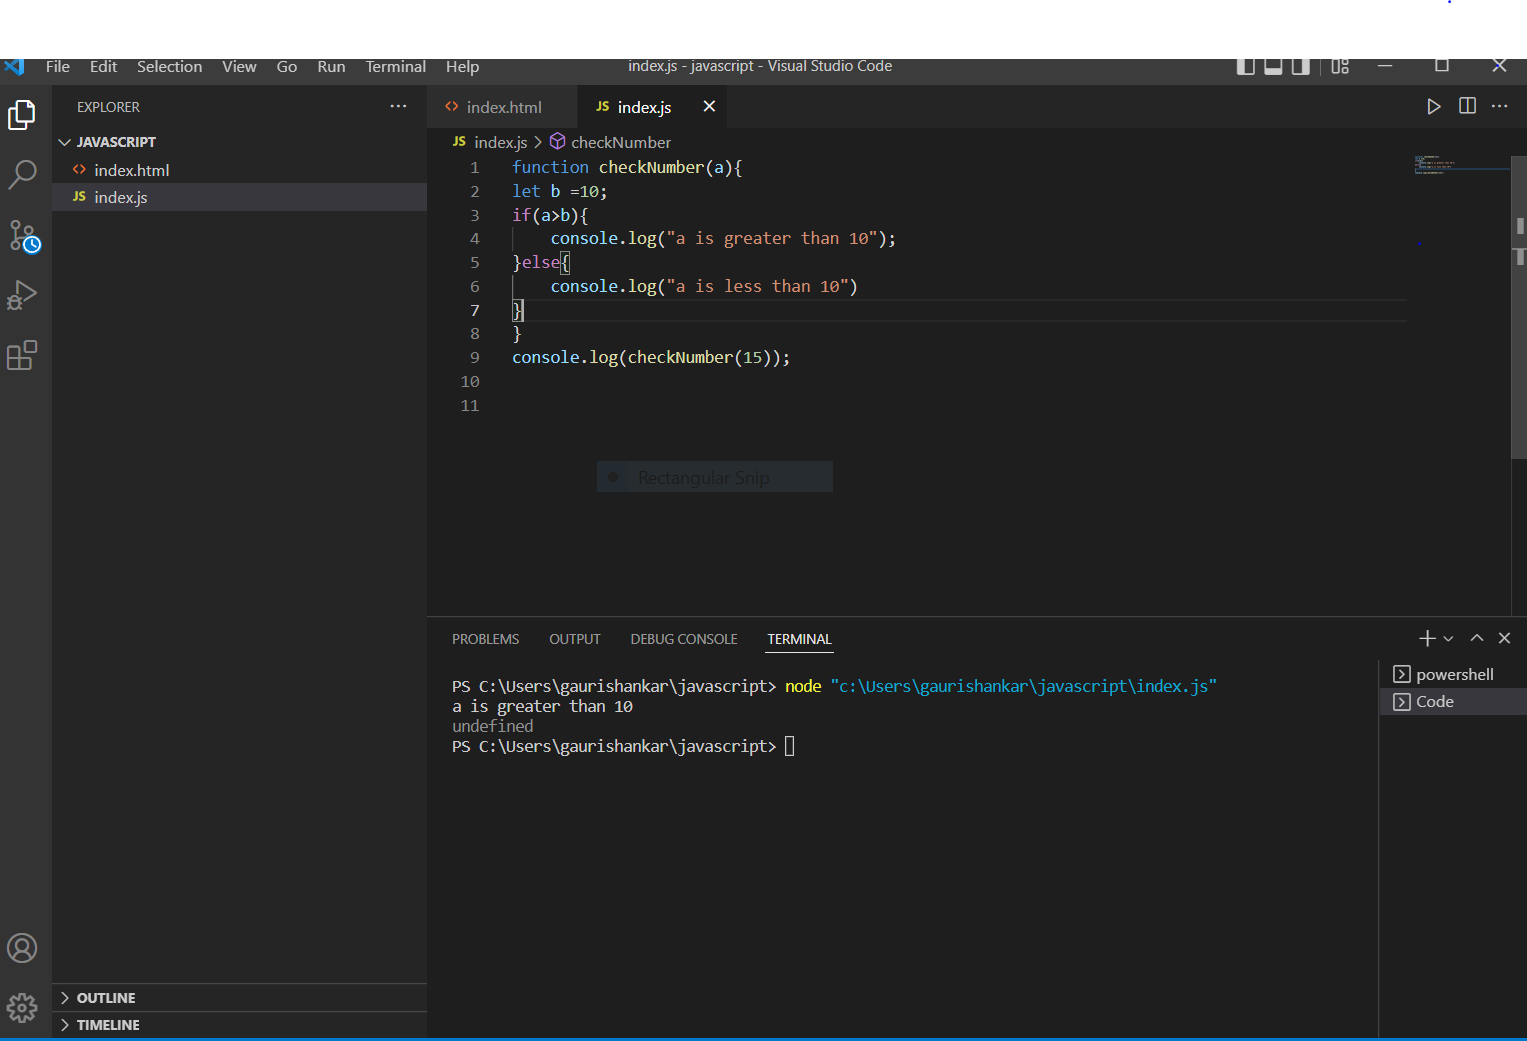 File Edit Selection View Go Run Terminal Help index.js - javascript - Visual Studio Code
EXPLORER
JAVASCRIPT
index.html
JS index.js
OUTLINE
TIMELINE
index.html JS index.js
JS index.js checkNumber
1 function checkNumber(a){
2 let b =10;
3 if(a>b){
4 console.log("a is greater than 10");
5 }else{
6 console.log("a is less than 10")
7 }
8 }
9 console.log(checkNumber(15));
10
11
Rectangular Snip
PROBLEMS OUTPUT DEBUG CONSOLE TERMINAL
PS C:\Users\gaurishankar\javascript> node "c:\Users\gaurishankar\javascript\index.js"
a is greater than 10
undefined
PS C:\Users\gaurishankar\javascript>
powershell
Code